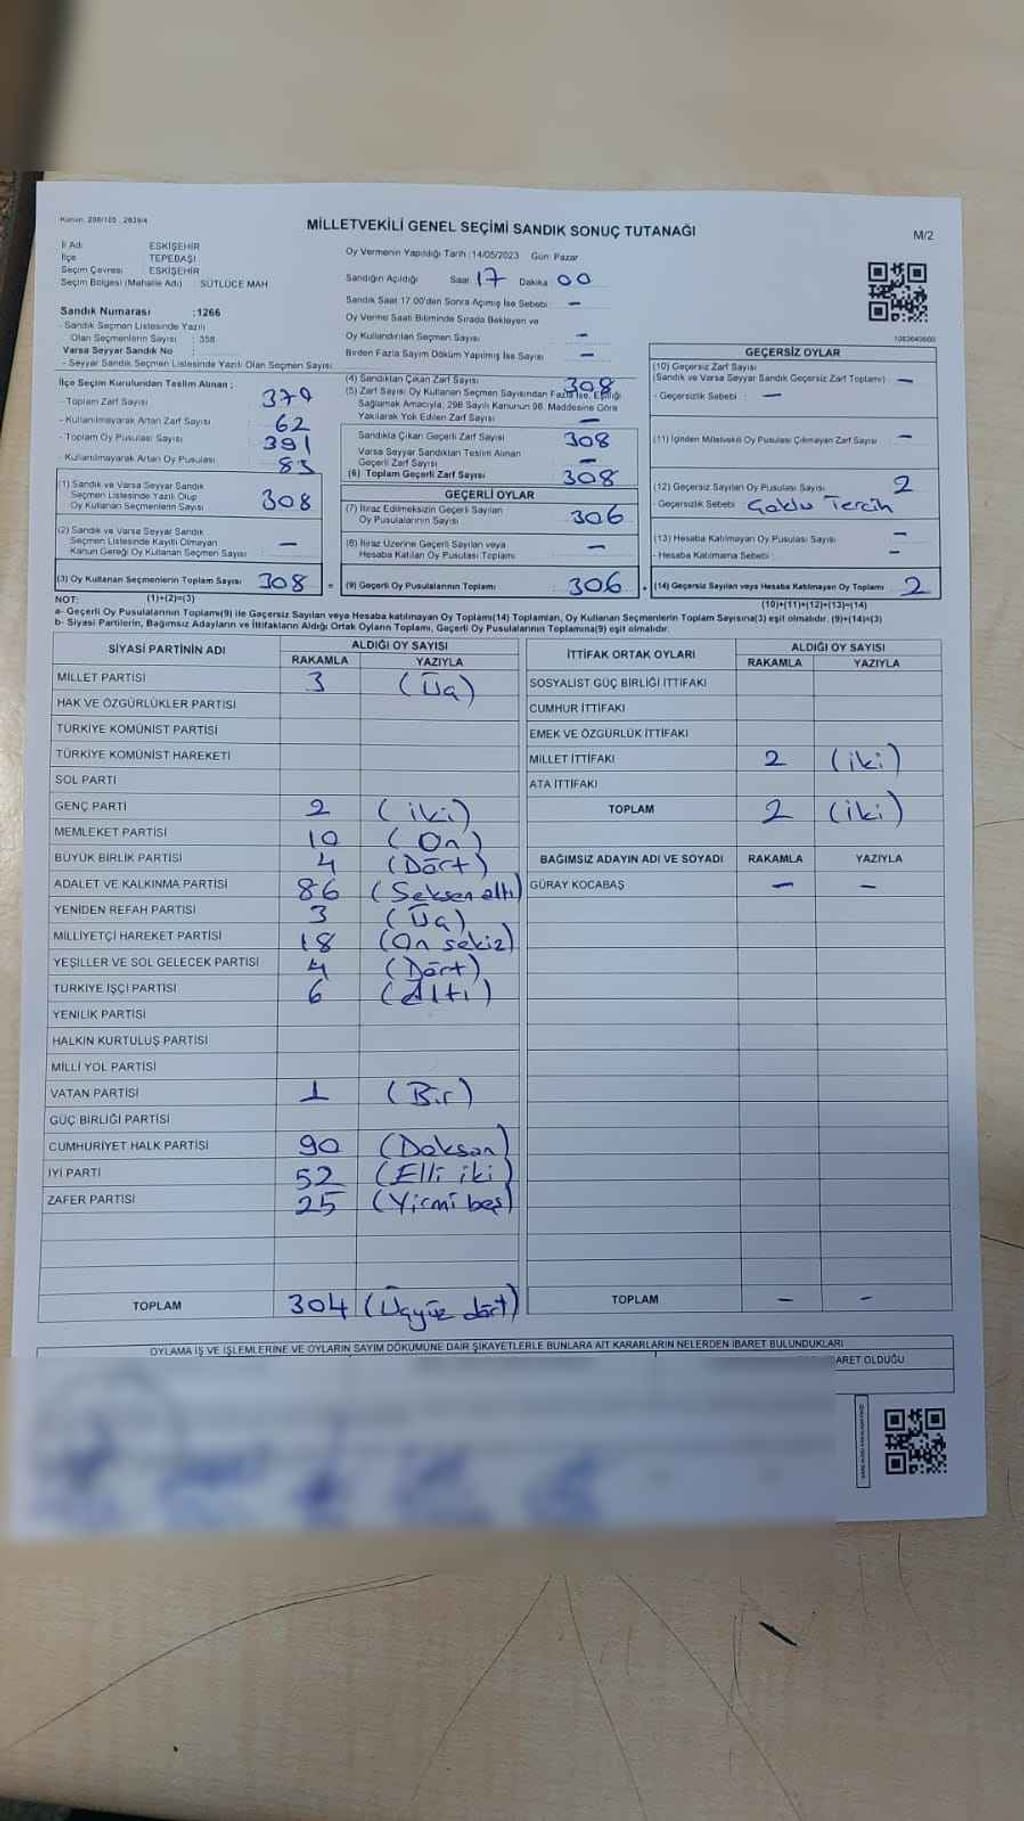 Kanun: 298/105 , 2839/4
MİLLETVEKİLİ GENEL SEÇİMİ SANDIK SONUÇ TUTANAĞI
M/2
İl Adı ESKİŞEHİR
İlçe TEPEBAŞI
Seçim Çevresi ESKİŞEHİR
Seçim Bölgesi (Mahalle Adı) SÜTLÜCE MAH
Sandık Numarası :1266
- Sandık Seçmen Listesinde Yazılı
Olan Seçmenlerin Sayısı : 358
Varsa Seyyar Sandık No :
- Seyyar Sandık Seçmen Listesinde Yazılı Olan Seçmen Sayısı
Oy Vermenin Yapıldığı Tarih :14/05/2023 Gün: Pazar
Sandığın Açıldığı Saat 17 Dakika 00
Sandık Saat 17.00'den Sonra Açılmış İse Sebebi -
Oy Verme Saati Bitiminde Sırada Bekleyen ve
Oy Kullandırılan Seçmen Sayısı -
Birden Fazla Sayım Döküm Yapılmış İse Sayısı -
1083640600
İlçe Seçim Kurulundan Teslim Alınan ;
- Toplam Zarf Sayısı 379
- Kullanılmayarak Artan Zarf Sayısı 62
- Toplam Oy Pusulası Sayısı 391
- Kullanılmayarak Artan Oy Pusulası 83
(1) Sandık ve Varsa Seyyar Sandık
Seçmen Listesinde Yazılı Olup
Oy Kullanan Seçmenlerin Sayısı 308
(2) Sandık ve Varsa Seyyar Sandık
Seçmen Listesinde Kayıtlı Olmayan
Kanun Gereği Oy Kullanan Seçmen Sayısı -
(3) Oy Kullanan Seçmenlerin Toplam Sayısı 308 =
(4) Sandıktan Çıkan Zarf Sayısı 308
(5) Zarf Sayısı Oy Kullanan Seçmen Sayısından Fazla İse, Eşitliği
Sağlamak Amacıyla; 298 Sayılı Kanunun 98. Maddesine Göre
Yakılarak Yok Edilen Zarf Sayısı -
Sandıkta Çıkan Geçerli Zarf Sayısı 308
Varsa Seyyar Sandıktan Teslim Alınan
Geçerli Zarf Sayısı -
(6) Toplam Geçerli Zarf Sayısı 308
GEÇERLİ OYLAR
(7) İtiraz Edilmeksizin Geçerli Sayılan
Oy Pusulalarının Sayısı 306
(8) İtiraz Üzerine Geçerli Sayılan veya
Hesaba Katılan Oy Pusulası Toplamı -
(9) Geçerli Oy Pusulalarının Toplamı 306 +
GEÇERSİZ OYLAR
(10) Geçersiz Zarf Sayısı
(Sandık ve Varsa Seyyar Sandık Geçersiz Zarf Toplamı) -
- Geçersizlik Sebebi : -
(11) İçinden Milletvekili Oy Pusulası Çıkmayan Zarf Sayısı -
(12) Geçersiz Sayılan Oy Pusulası Sayısı 2
- Geçersizlik Sebebi Çoklu Tercih
(13) Hesaba Katılmayan Oy Pusulası Sayısı -
- Hesaba Katılmama Sebebi : -
(14) Geçersiz Sayılan veya Hesaba Katılmayan Oy Toplamı 2
NOT: (1)+(2)=(3)
(10)+(11)+(12)+(13)=(14)
a- Geçerli Oy Pusulalarının Toplamı(9) ile Geçersiz Sayılan veya Hesaba katılmayan Oy Toplamı(14) Toplamları, Oy Kullanan Seçmenlerin Toplam Sayısına(3) eşit olmalıdır. (9)+(14)=(3)
b- Siyasi Partilerin, Bağımsız Adayların ve İttifakların Aldığı Ortak Oyların Toplamı, Geçerli Oy Pusulalarının Toplamına(9) eşit olmalıdır.
SİYASİ PARTİNİN ADI ALDIĞI OY SAYISI
RAKAMLA YAZIYLA
MİLLET PARTİSİ 3 (Üç)
HAK VE ÖZGÜRLÜKLER PARTİSİ
TÜRKİYE KOMÜNİST PARTİSİ
TÜRKİYE KOMÜNİST HAREKETİ
SOL PARTİ
GENÇ PARTİ 2 (iki)
MEMLEKET PARTİSİ 10 (On)
BÜYÜK BİRLİK PARTİSİ 4 (Dört)
ADALET VE KALKINMA PARTİSİ 86 (Seksen altı)
YENİDEN REFAH PARTİSİ 3 (Üç)
MİLLİYETÇİ HAREKET PARTİSİ 18 (On sekiz)
YEŞİLLER VE SOL GELECEK PARTİSİ 4 (Dört)
TÜRKİYE İŞÇİ PARTİSİ 6 (Altı)
YENİLİK PARTİSİ
HALKIN KURTULUŞ PARTİSİ
MİLLİ YOL PARTİSİ
VATAN PARTİSİ 1 (Bir)
GÜÇ BİRLİĞİ PARTİSİ
CUMHURİYET HALK PARTİSİ 90 (Doksan)
İYİ PARTİ 52 (Elli iki)
ZAFER PARTİSİ 25 (Yirmi beş)
TOPLAM 304 (Üçyüz dört)
İTTİFAK ORTAK OYLARI ALDIĞI OY SAYISI
RAKAMLA YAZIYLA
SOSYALİST GÜÇ BİRLİĞİ İTTİFAKI
CUMHUR İTTİFAKI
EMEK VE ÖZGÜRLÜK İTTİFAKI
MİLLET İTTİFAKI 2 (iki)
ATA İTTİFAKI
TOPLAM 2 (iki)
BAĞIMSIZ ADAYIN ADI VE SOYADI RAKAMLA YAZIYLA
GÜRAY KOCABAŞ - -
TOPLAM - -
OYLAMA İŞ VE İŞLEMLERİNE VE OYLARIN SAYIM DÖKÜMÜNE DAİR ŞİKAYETLERLE BUNLARA AİT KARARLARIN NELERDEN İBARET BULUNDUKLARI
BARET OLDUĞU